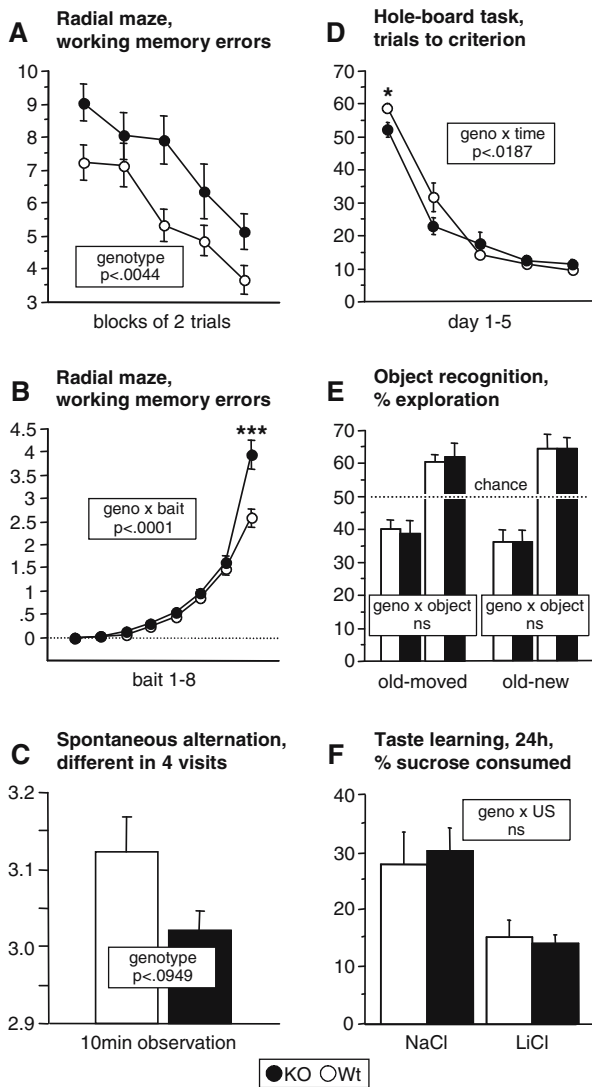 A
Radial maze,
working memory errors
10
9
8
7
6
5
4
3
genotype
p<.0044
blocks of 2 trials
D
Hole-board task,
trials to criterion
70
60
50
40
30
20
10
0
*
geno x time
p<.0187
day 1-5
B
Radial maze,
working memory errors
4.5
4
3.5
3
2.5
2
1.5
1
.5
0
***
geno x bait
p<.0001
bait 1-8
E
Object recognition,
% exploration
70
60
50
40
30
20
10
0
chance
geno x object
ns
geno x object
ns
old-moved
old-new
C
Spontaneous alternation,
different in 4 visits
3.2
3.1
3.0
2.9
genotype
p<.0949
10min observation
F
Taste learning, 24h,
% sucrose consumed
40
30
20
10
0
geno x US
ns
NaCl
LiCl
KO Wt